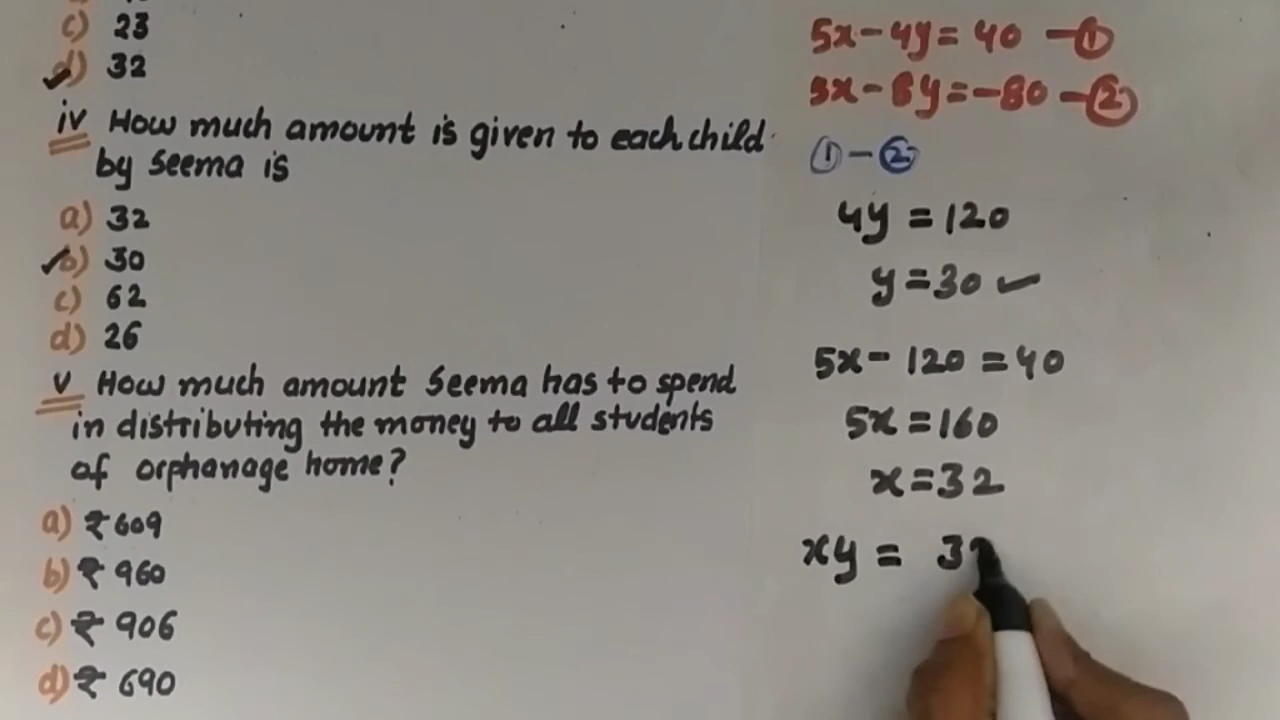 c) 23
d) 32
iv How much amount is given to each child
by Seema is
a) 32
b) 30
c) 62
d) 26
v How much amount Seema has to spend
in distributing the money to all students
of orphanage home?
a) ₹ 609
b) ₹ 960
c) ₹ 906
d) ₹ 690
5x - 4y = 40 - ①
5x - 8y = -80 - ②
① - ②
4y = 120
y = 30 ✓
5x - 120 = 40
5x = 160
x = 32
xy = 32